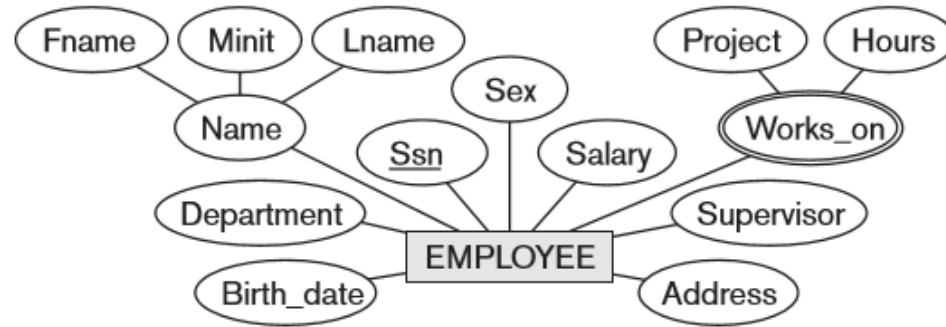 Fname Minit Lname Project Hours
Sex
Name Works_on
Ssn Salary
Department Supervisor
EMPLOYEE
Birth_date Address